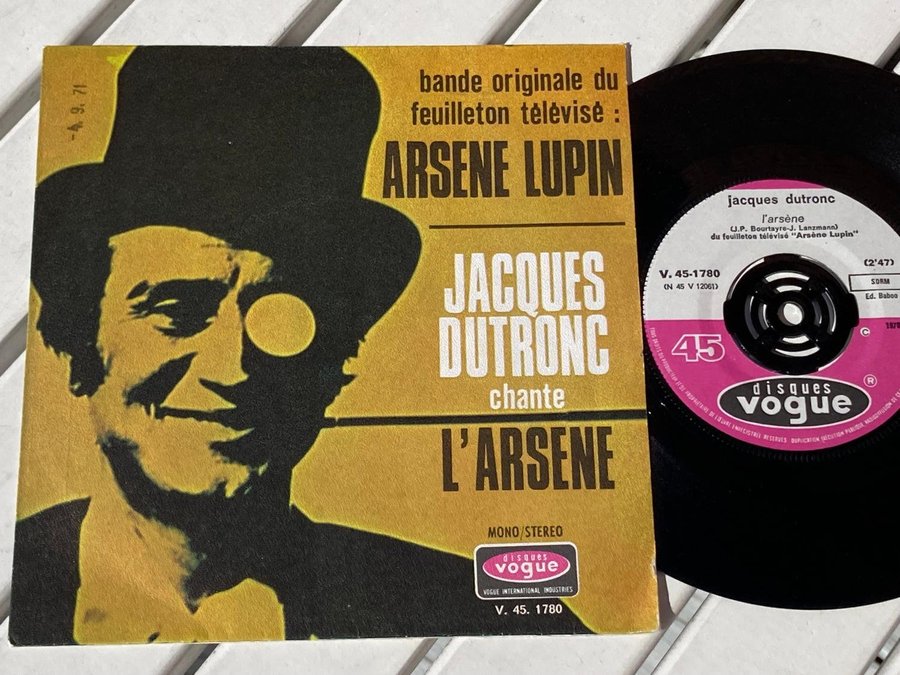 -4. 9. 71
bande originale du
feuilleton télévisé :
ARSENE LUPIN
JACQUES
DUTRONC
chante
L'ARSENE
MONO/STEREO
disques
vogue
VOGUE INTERNATIONAL INDUSTRIES
V. 45. 1780
jacques dutronc
l'arsène
(J.P. Bourtayre-J. Lanzmann)
du feuilleton télévisé "Arsène Lupin"
V. 45-1780
(N 45 V 12061)
(2'47)
SDRM
Ed. Baboo
45
disques
vogue